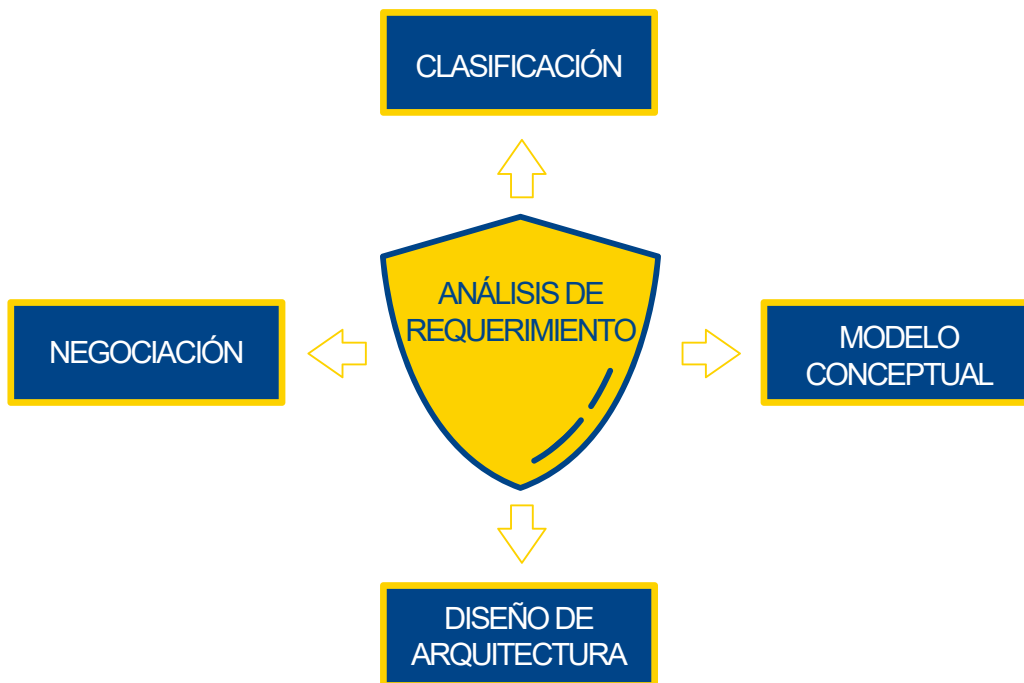 CLASIFICACIÓN
ANÁLISIS DE
REQUERIMIENTO
NEGOCIACIÓN
MODELO
CONCEPTUAL
DISEÑO DE
ARQUITECTURA